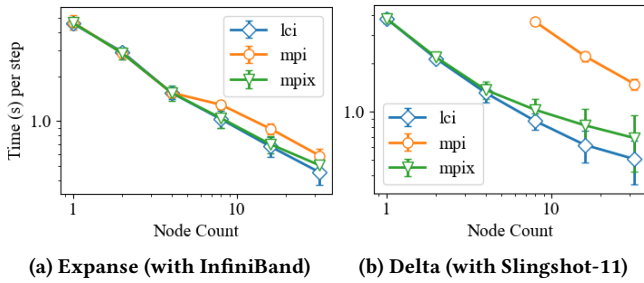 Time (s) per step
1.0
lci
mpi
mpix
1
10
Node Count
(a) Expanse (with InfiniBand)
1.0
lci
mpi
mpix
1
10
Node Count
(b) Delta (with Slingshot-11)